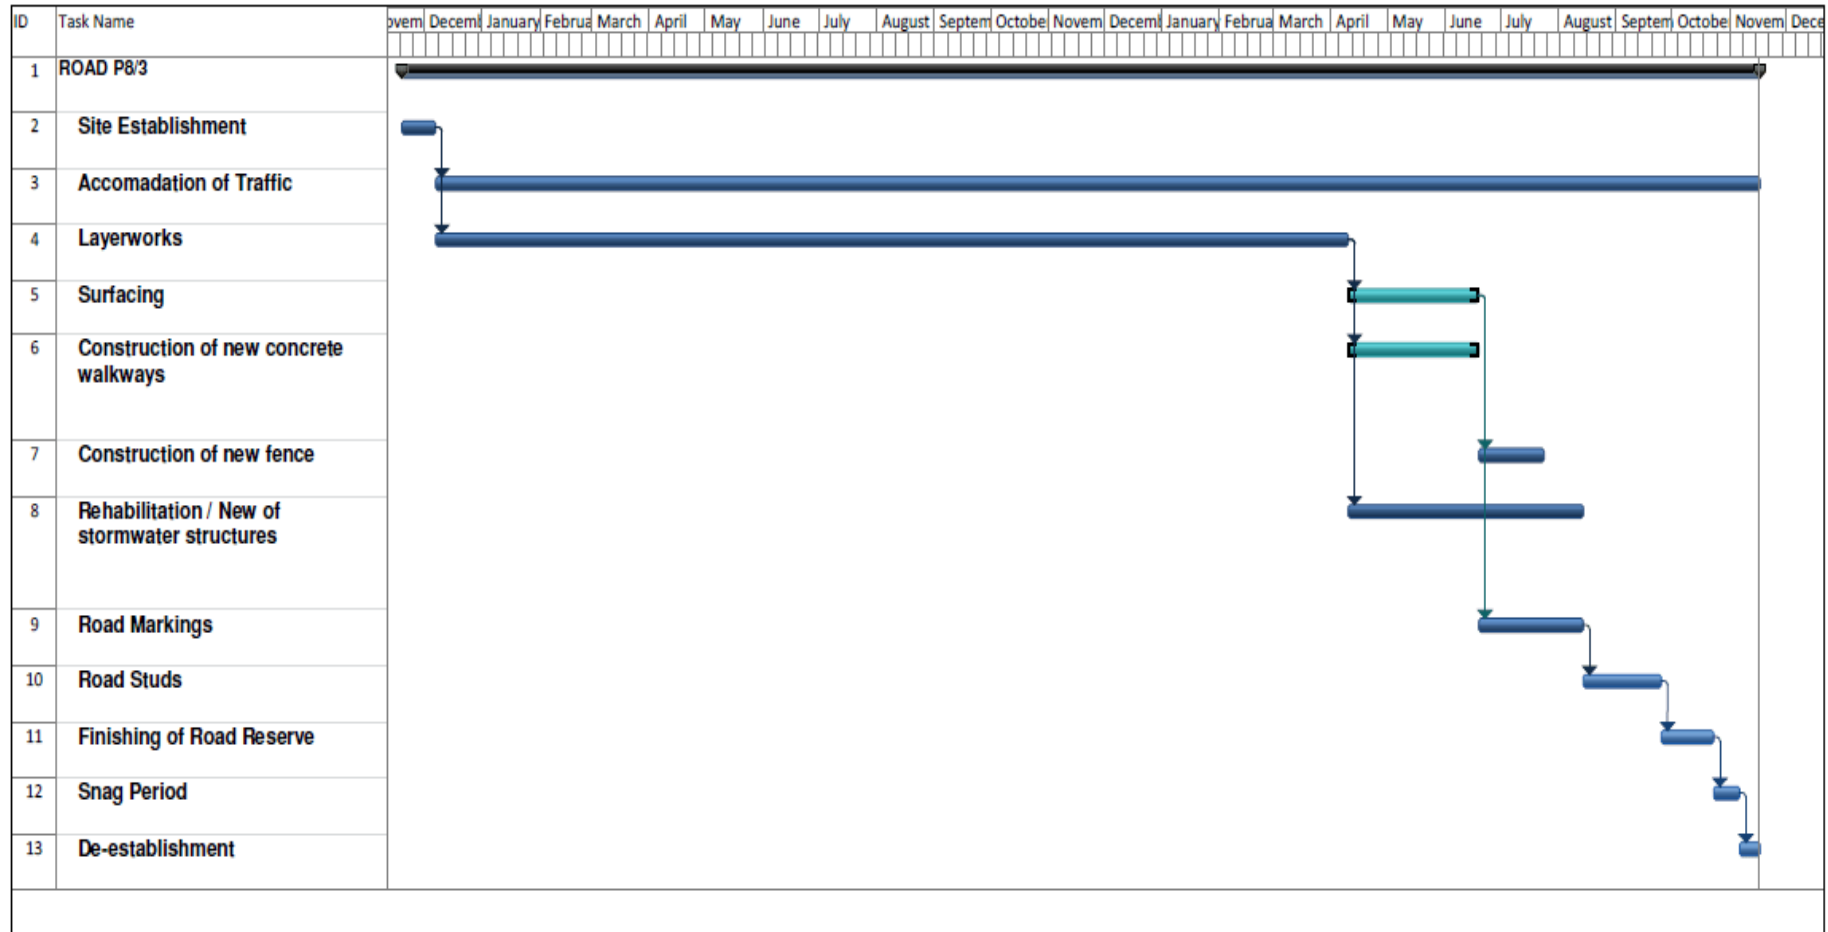 ID Task Name ovem Deceml January Februa March April May June July August Septem Octobe Novem Deceml January Februa March April May June July August Septem Octobe Novem Dece
1 ROAD P8/3
2 Site Establishment
3 Accomadation of Traffic
4 Layerworks
5 Surfacing
6 Construction of new concrete
walkways
7 Construction of new fence
8 Rehabilitation / New of
stormwater structures
9 Road Markings
10 Road Studs
11 Finishing of Road Reserve
12 Snag Period
13 De-establishment